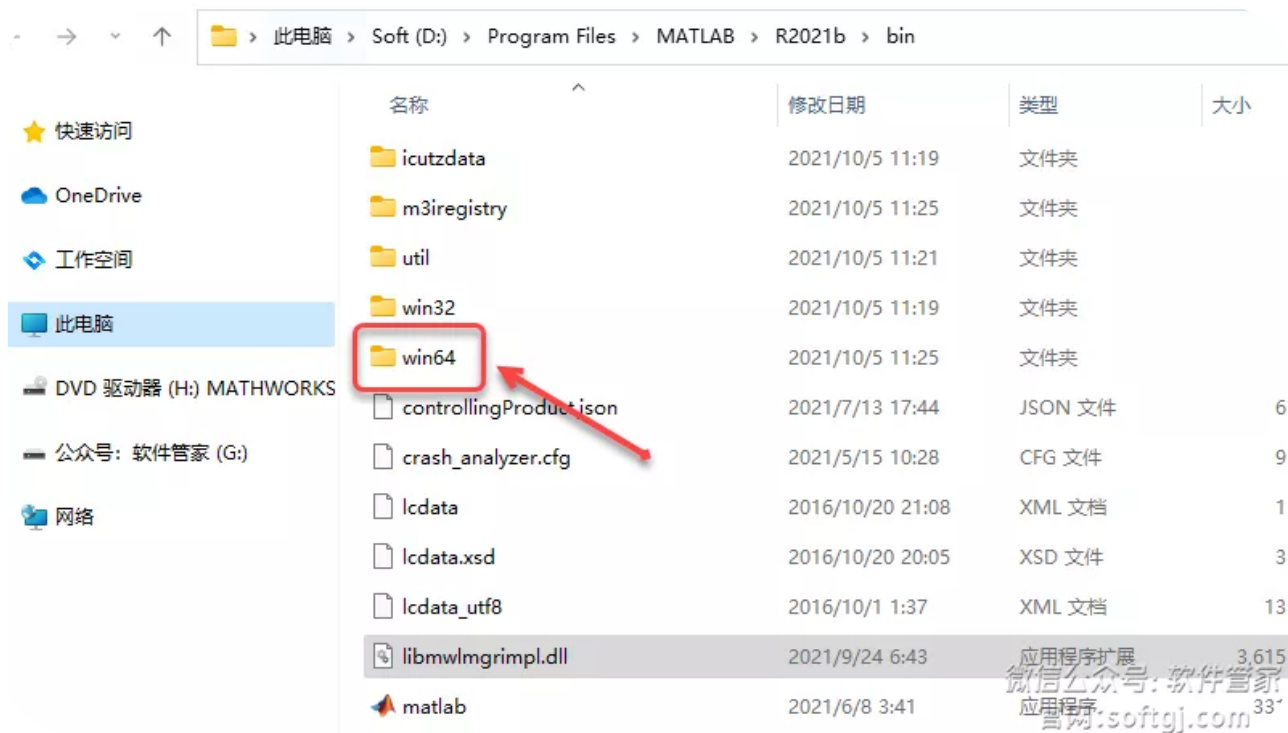 此电脑 > Soft (D:) > Program Files > MATLAB > R2021b > bin
名称 修改日期 类型 大小
快速访问
OneDrive
工作空间
此电脑
DVD 驱动器 (H:) MATHWORKS
公众号：软件管家 (G:)
网络
icutzdata 2021/10/5 11:19 文件夹
m3iregistry 2021/10/5 11:25 文件夹
util 2021/10/5 11:21 文件夹
win32 2021/10/5 11:19 文件夹
win64 2021/10/5 11:25 文件夹
controllingProduct.json 2021/7/13 17:44 JSON 文件 6
crash_analyzer.cfg 2021/5/15 10:28 CFG 文件 9
lcdata 2016/10/20 21:08 XML 文档 1
lcdata.xsd 2016/10/20 20:05 XSD 文件 3
lcdata_utf8 2016/10/1 1:37 XML 文档 13
libmwlmgrimpl.dll 2021/9/24 6:43 应用程序扩展 3,615
matlab 2021/6/8 3:41 应用程序 33
微信公众号:软件管家
官网:softgj.com